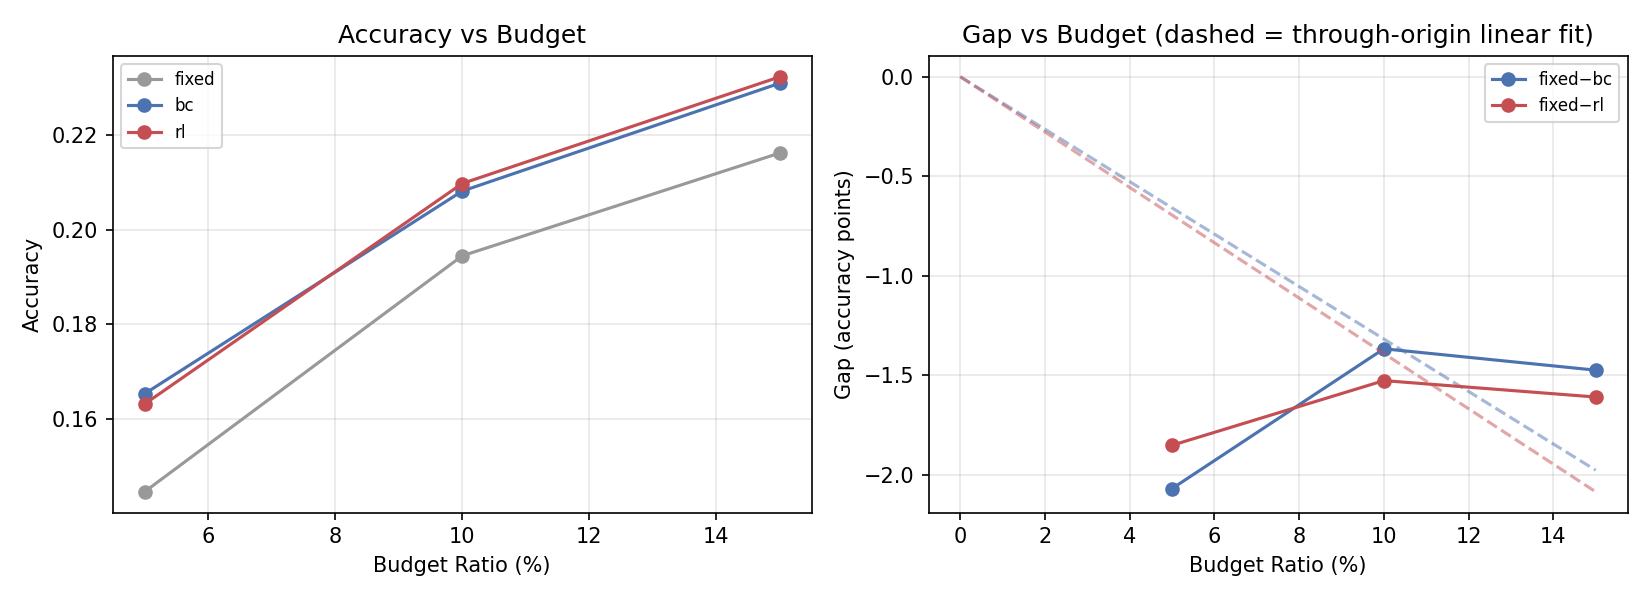 Accuracy vs Budget
fixed
bc
rl
0.22
0.20
0.18
0.16
Accuracy
6
8
10
12
14
Budget Ratio (%)
Gap vs Budget (dashed = through-origin linear fit)
fixed−bc
fixed−rl
0.0
−0.5
−1.0
−1.5
−2.0
Gap (accuracy points)
0
2
4
6
8
10
12
14
Budget Ratio (%)